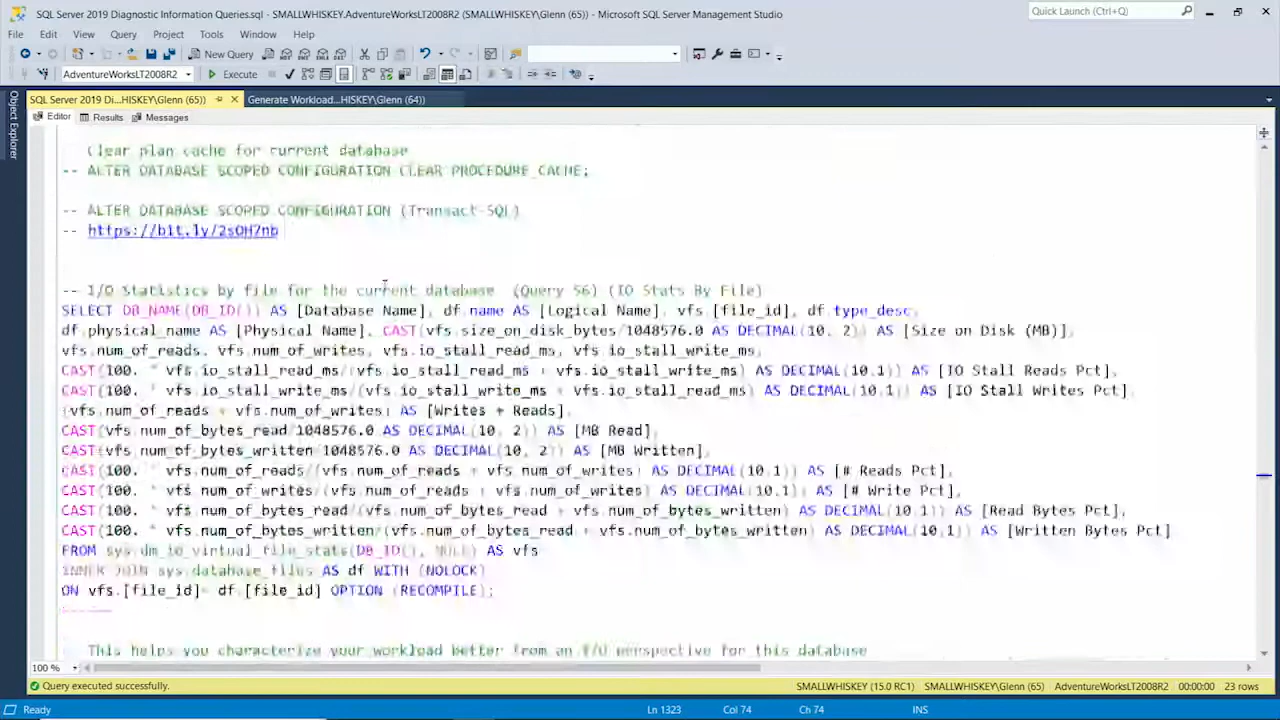 SQL Server 2019 Diagnostic Information Queries.sql - SMALLWHISKEY.AdventureWorksLT2008R2 (SMALLWHISKEY\Glenn (65)) - Microsoft SQL Server Management Studio
Quick Launch (Ctrl+Q)
File Edit View Query Project Tools Window Help
New Query
AdventureWorksLT2008R2 Execute
SQL Server 2019 Di...HISKEY\Glenn (65)) Generate Workload...HISKEY\Glenn (64))
Object Explorer
Editor Results Messages
Clear plan cache for current database
-- ALTER DATABASE SCOPED CONFIGURATION CLEAR PROCEDURE_CACHE;
-- ALTER DATABASE SCOPED CONFIGURATION (Transact-SQL)
-- https://bit.ly/2sOH7nb
-- I/O Statistics by file for the current database (Query 56) (IO Stats By File)
SELECT DB_NAME(DB_ID()) AS [Database Name], df.name AS [Logical Name], vfs.[file_id], df.type_desc,
df.physical_name AS [Physical Name], CAST(vfs.size_on_disk_bytes/1048576.0 AS DECIMAL(10, 2)) AS [Size on Disk (MB)],
vfs.num_of_reads, vfs.num_of_writes, vfs.io_stall_read_ms, vfs.io_stall_write_ms,
CAST(100. * vfs.io_stall_read_ms/(vfs.io_stall_read_ms + vfs.io_stall_write_ms) AS DECIMAL(10,1)) AS [IO Stall Reads Pct],
CAST(100. * vfs.io_stall_write_ms/(vfs.io_stall_write_ms + vfs.io_stall_read_ms) AS DECIMAL(10,1)) AS [IO Stall Writes Pct],
(vfs.num_of_reads + vfs.num_of_writes) AS [Writes + Reads],
CAST(vfs.num_of_bytes_read/1048576.0 AS DECIMAL(10, 2)) AS [MB Read],
CAST(vfs.num_of_bytes_written/1048576.0 AS DECIMAL(10, 2)) AS [MB Written],
CAST(100. * vfs.num_of_reads/(vfs.num_of_reads + vfs.num_of_writes) AS DECIMAL(10,1)) AS [# Reads Pct],
CAST(100. * vfs.num_of_writes/(vfs.num_of_reads + vfs.num_of_writes) AS DECIMAL(10,1)) AS [# Write Pct],
CAST(100. * vfs.num_of_bytes_read/(vfs.num_of_bytes_read + vfs.num_of_bytes_written) AS DECIMAL(10,1)) AS [Read Bytes Pct],
CAST(100. * vfs.num_of_bytes_written/(vfs.num_of_bytes_read + vfs.num_of_bytes_written) AS DECIMAL(10,1)) AS [Written Bytes Pct]
FROM sys.dm_io_virtual_file_stats(DB_ID(), NULL) AS vfs
INNER JOIN sys.database_files AS df WITH (NOLOCK)
ON vfs.[file_id]= df.[file_id] OPTION (RECOMPILE);
------
This helps you characterize your workload better from an I/O perspective for this database
100 %
Query executed successfully. SMALLWHISKEY (15.0 RC1) SMALLWHISKEY\Glenn (65) AdventureWorksLT2008R2 00:00:00 23 rows
Ready Ln 1323 Col 74 Ch 74 INS